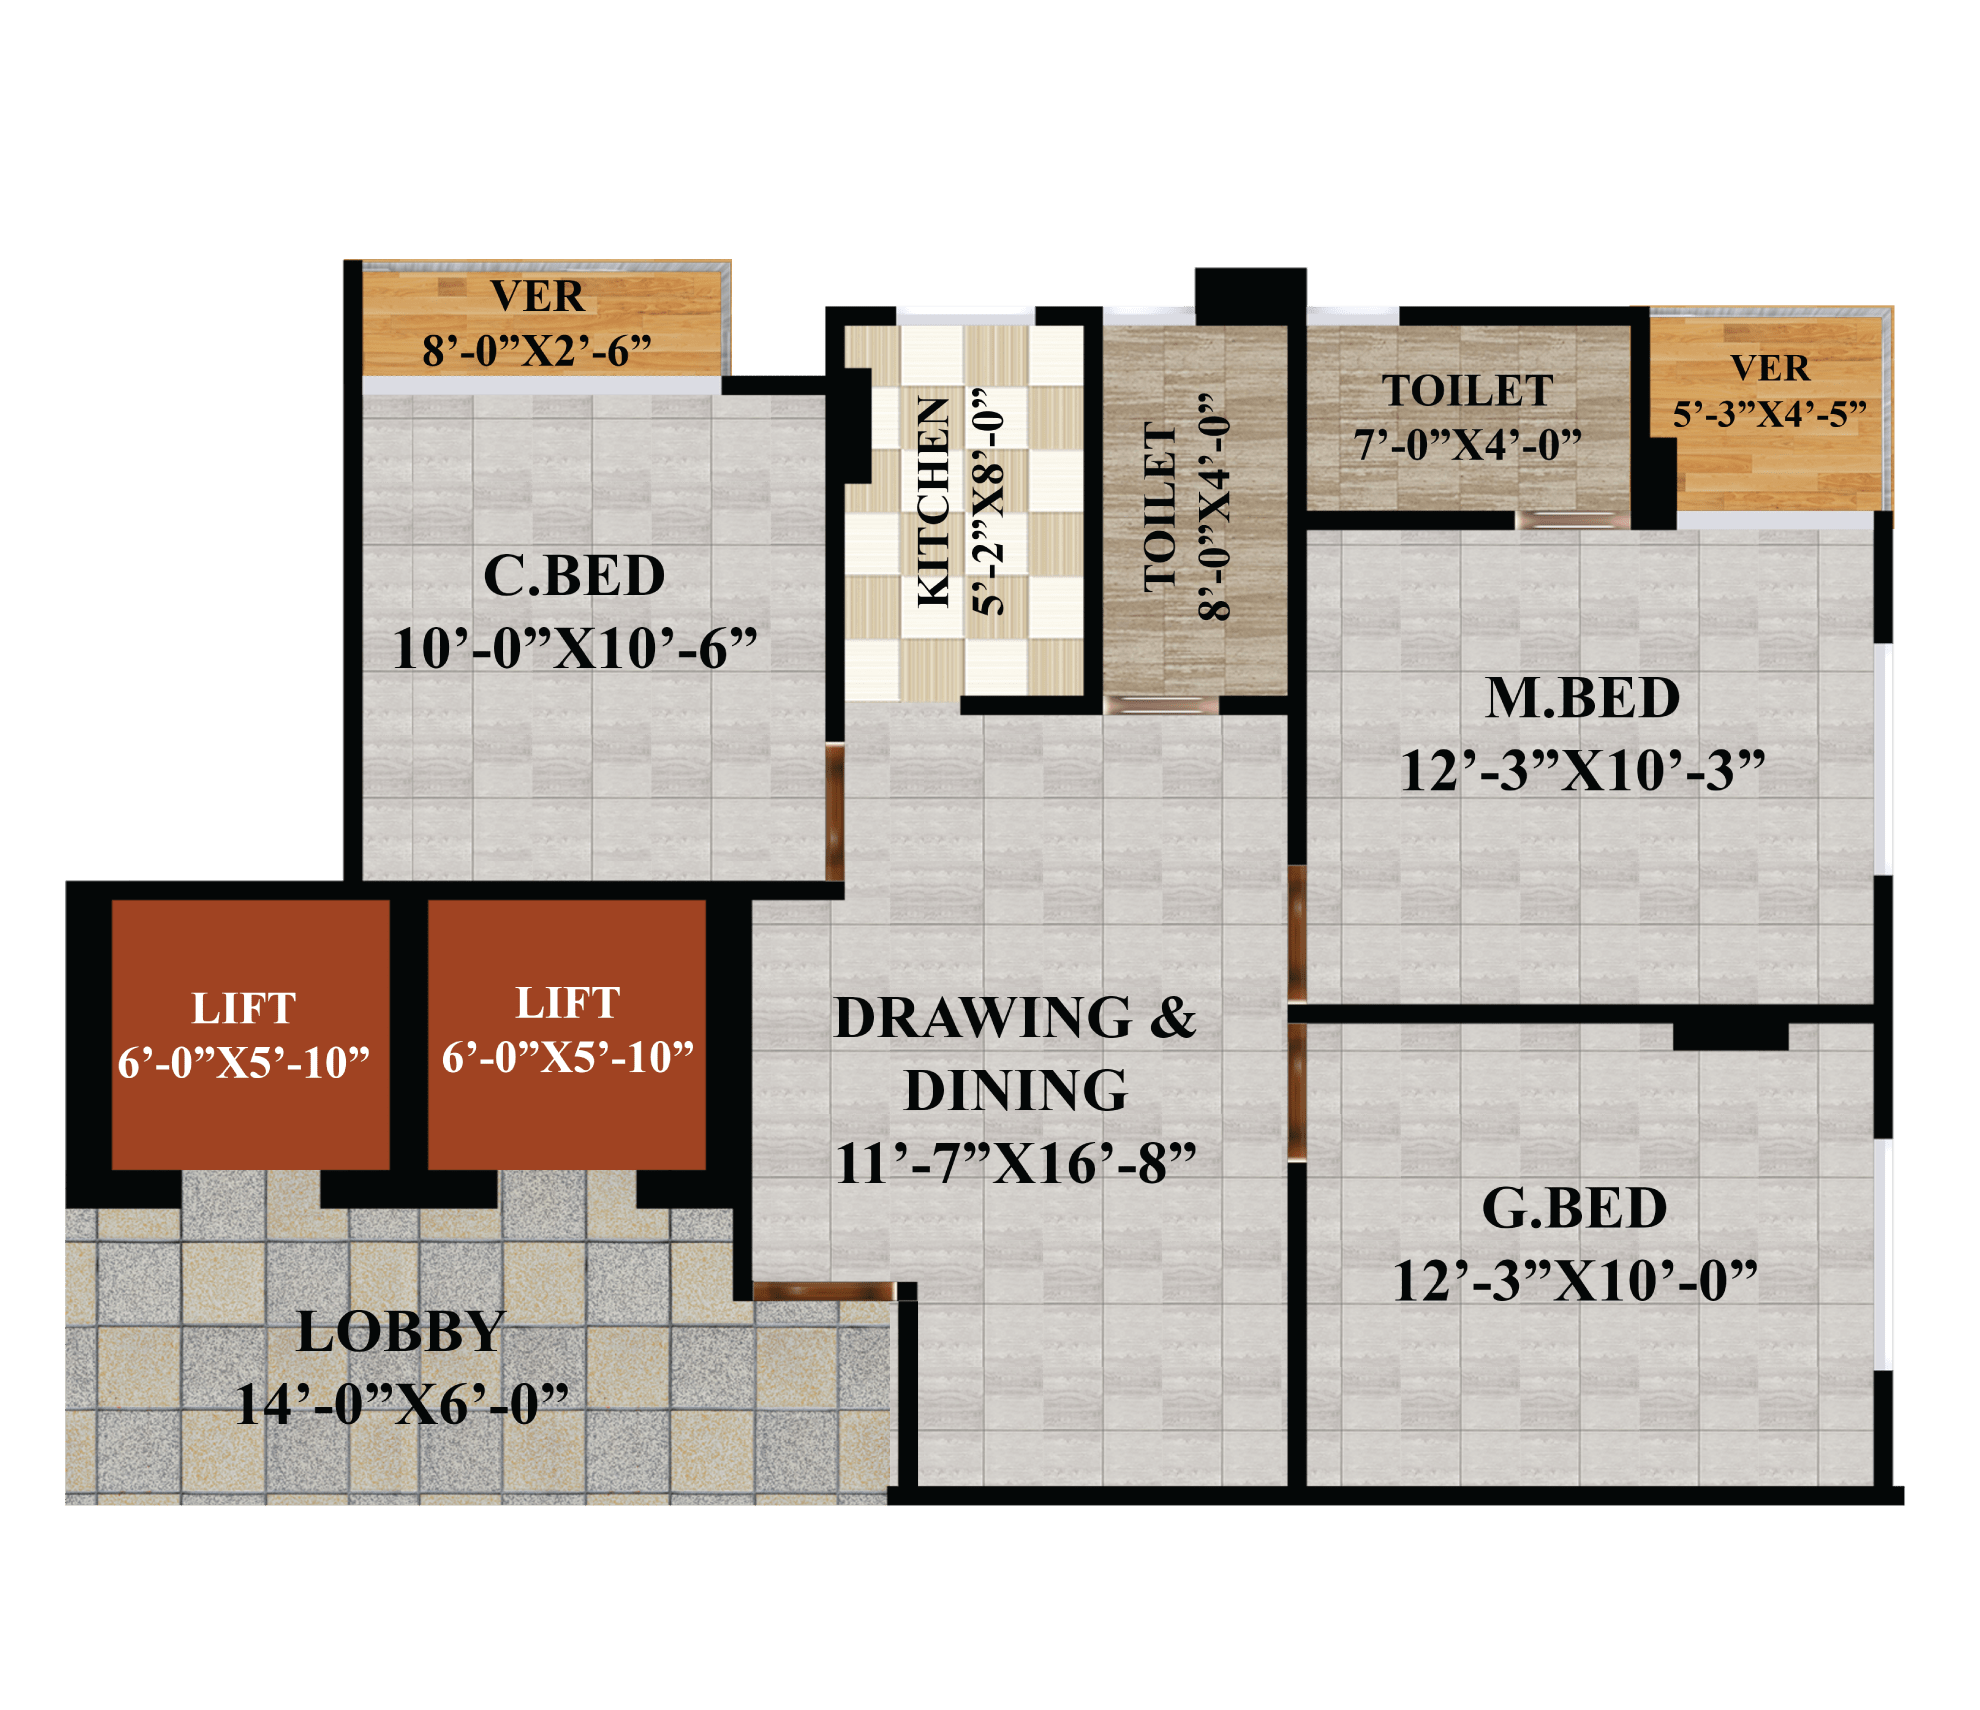 VER
8’-0”X2’-6”
C.BED
10’-0”X10’-6”
KITCHEN
5’-2”X8’-0”
TOILET
8’-0”X4’-0”
TOILET
7’-0”X4’-0”
VER
5’-3”X4’-5”
M.BED
12’-3”X10’-3”
LIFT
6’-0”X5’-10”
LIFT
6’-0”X5’-10”
DRAWING &
DINING
11’-7”X16’-8”
G.BED
12’-3”X10’-0”
LOBBY
14’-0”X6’-0”